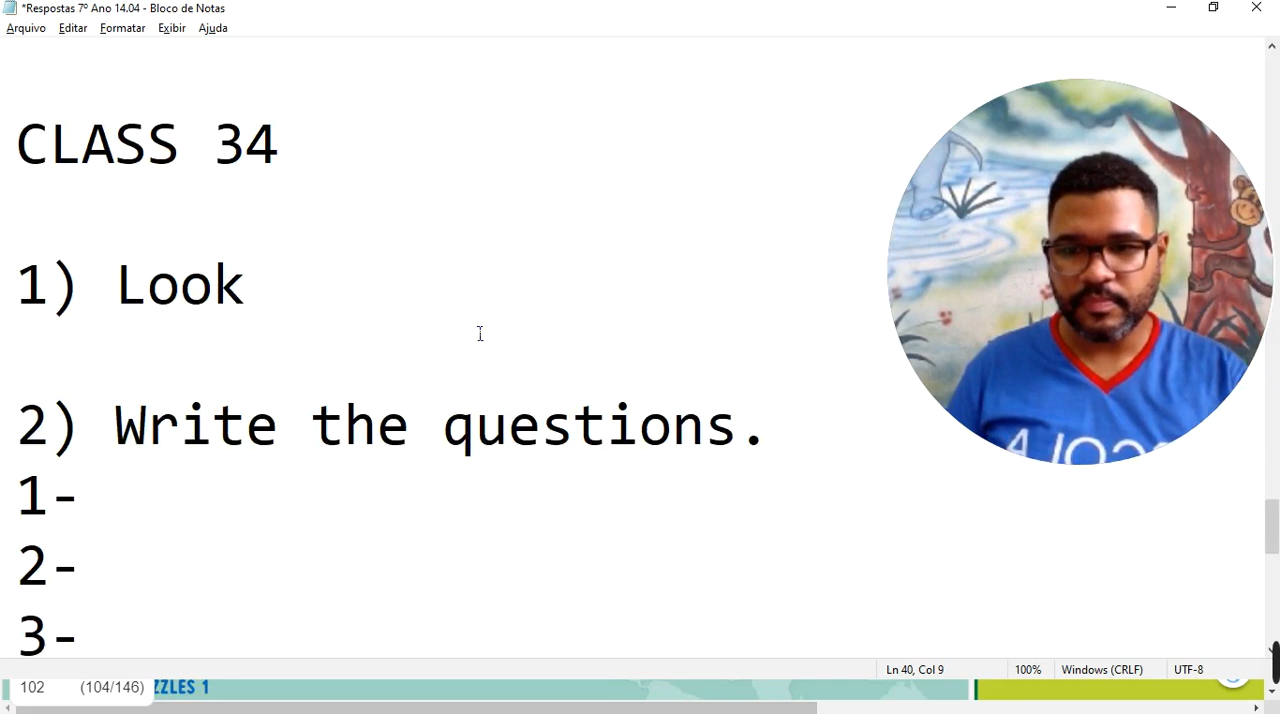 *Respostas 7º Ano 14.04 - Bloco de Notas
Arquivo Editar Formatar Exibir Ajuda
CLASS 34
1) Look
2) Write the questions.
1-
2-
3-
Ln 40, Col 9 100% Windows (CRLF) UTF-8
102 (104/146) ZZLES 1